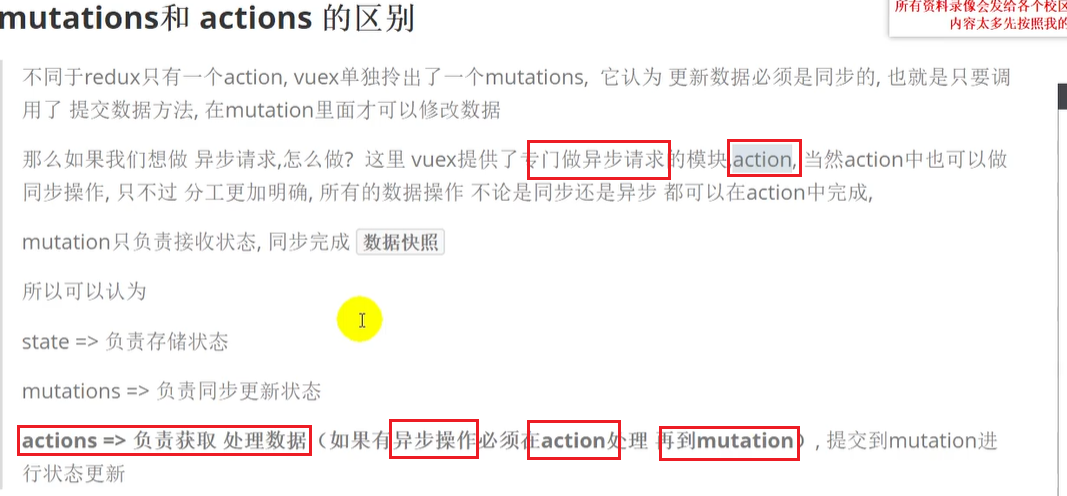 所有资料录像会发给各个校区
内容太多先按照我的
mutations和 actions 的区别
不同于redux只有一个action, vuex单独拎出了一个mutations, 它认为 更新数据必须是同步的, 也就是只要调
用了 提交数据方法, 在mutation里面才可以修改数据
那么如果我们想做 异步请求,怎么做? 这里 vuex提供了专门做异步请求的模块,action, 当然action中也可以做
同步操作, 只不过 分工更加明确, 所有的数据操作 不论是同步还是异步 都可以在action中完成,
mutation只负责接收状态, 同步完成 数据快照
所以可以认为
state => 负责存储状态
mutations => 负责同步更新状态
actions => 负责获取 处理数据（如果有异步操作必须在action处理 再到mutation）, 提交到mutation进
行状态更新